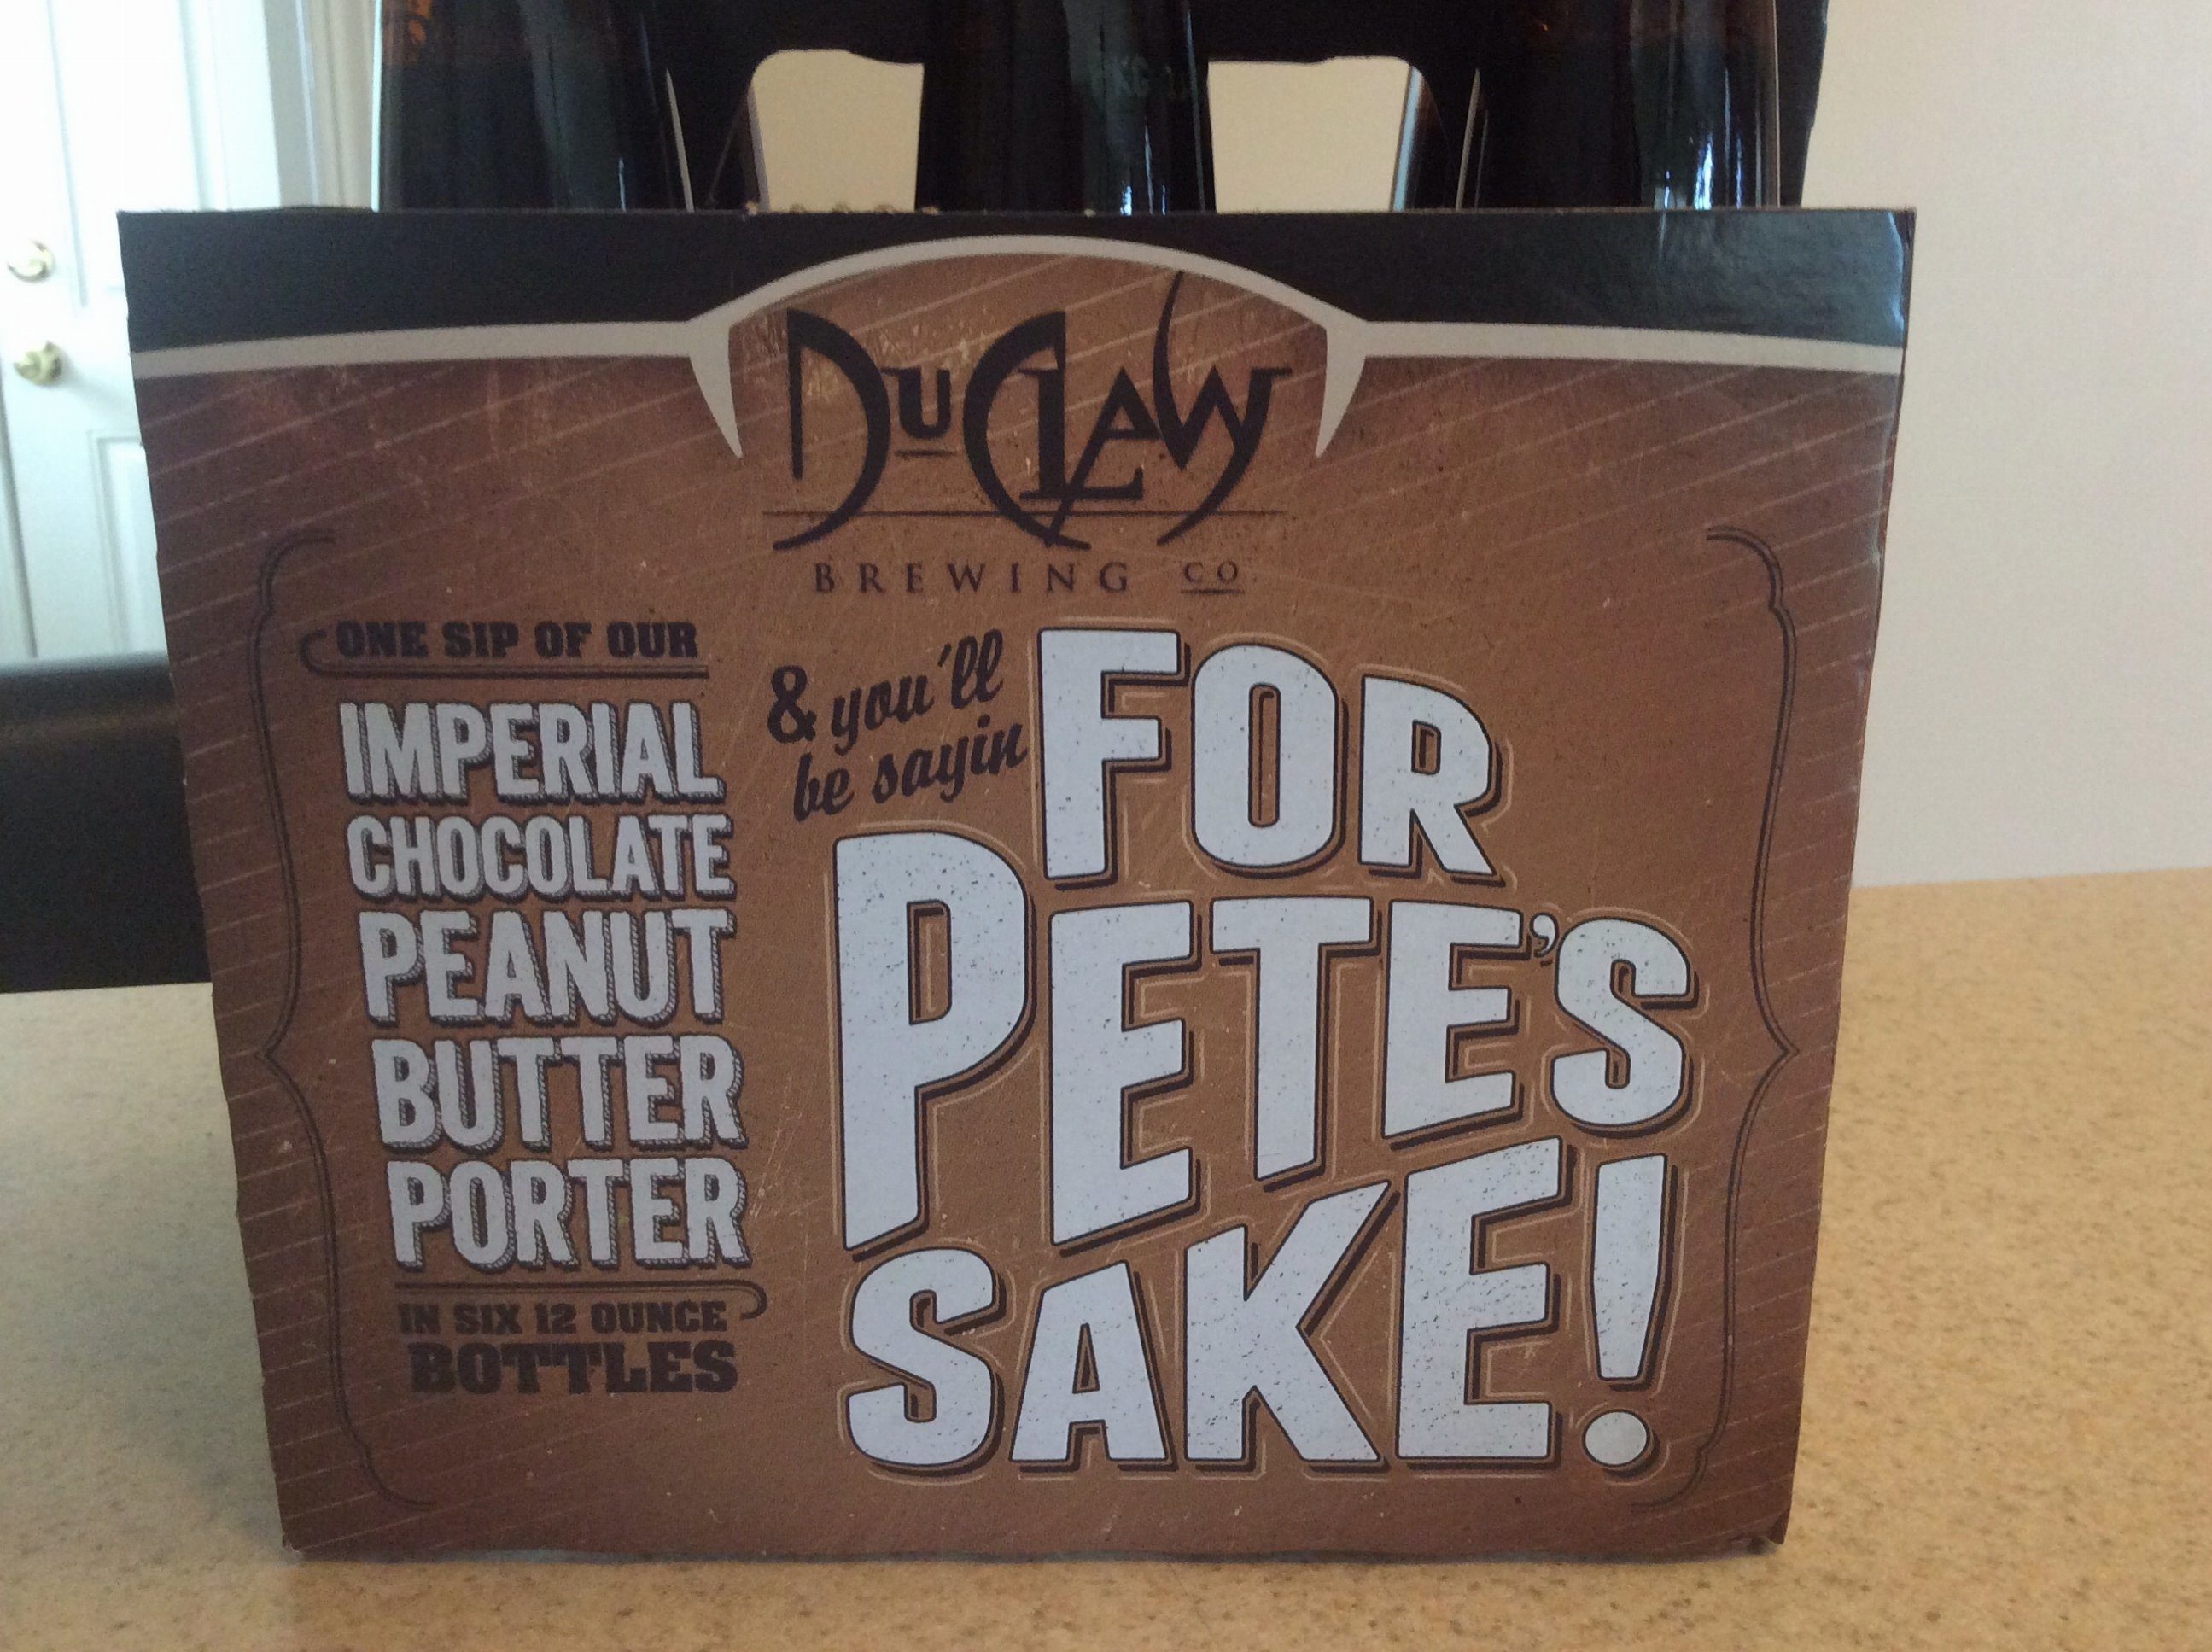 DUCLAW
BREWING CO
ONE SIP OF OUR
IMPERIAL
CHOCOLATE
PEANUT
BUTTER
PORTER
IN SIX 12 OUNCE
BOTTLES
& you'll
be sayin
FOR
PETE'S
SAKE!